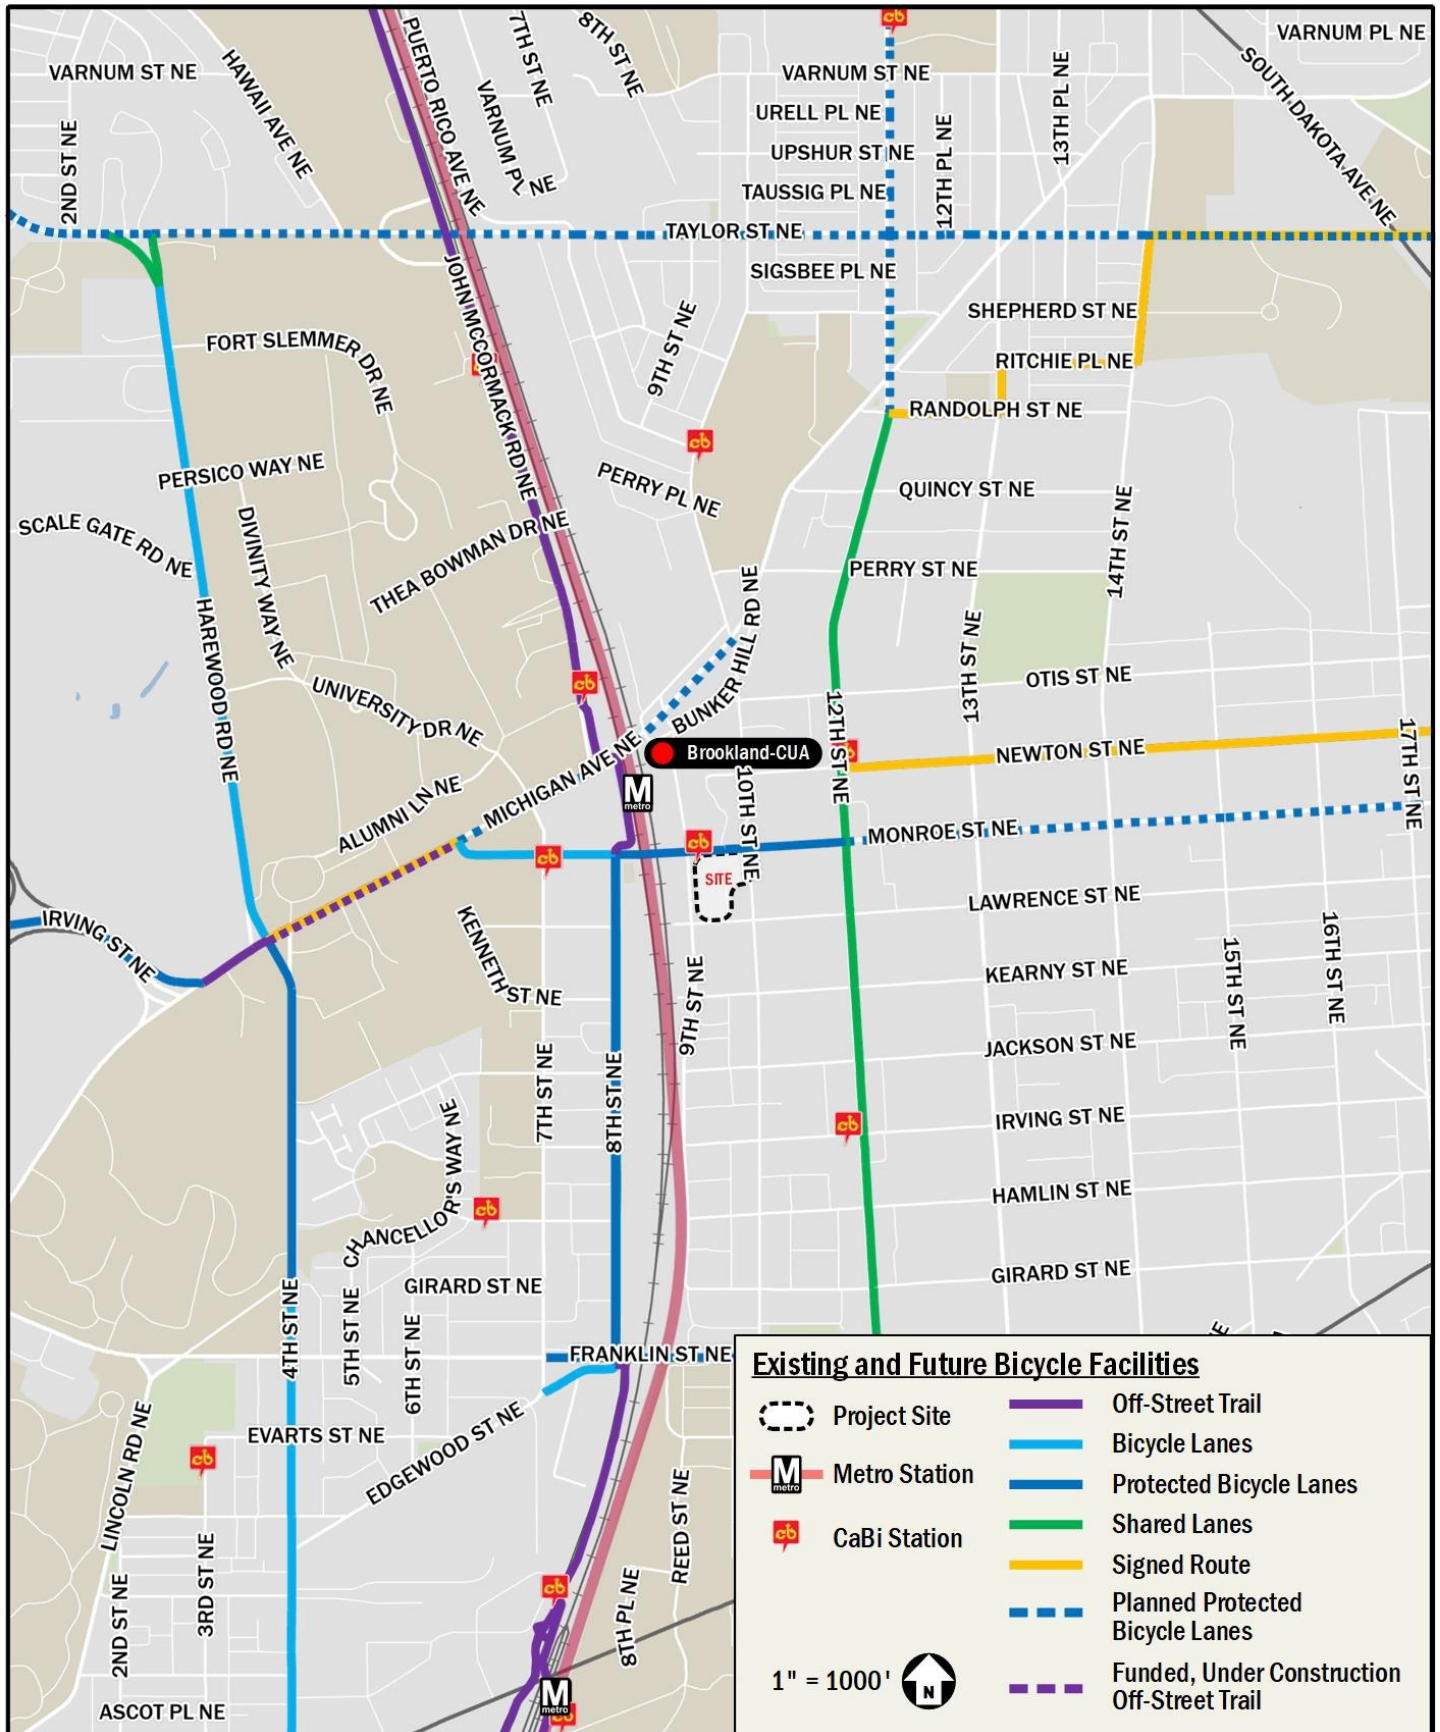 VARNUM ST NE
HAWAII AVE NE
PUERTO RICO AVE NE
7TH ST NE
8TH ST NE
VARNUM PL NE
VARNUM ST NE
13TH PL NE
SOUTH DAKOTA AVE NE
VARNUM PL NE
2ND ST NE
URELL PL NE
12TH PL NE
UPSHUR ST NE
TAUSSIG PL NE
TAYLOR ST NE
JOHN MCCORMACK RD NE
SIGSBEE PL NE
SHEPHERD ST NE
FORT SLEMMER DR NE
9TH ST NE
RITCHIE PL NE
RANDOLPH ST NE
PERSICO WAY NE
PERRY PL NE
QUINCY ST NE
14TH ST NE
SCALE GATE RD NE
DIVINITY WAY NE
THEA BOWMAN DR NE
PERRY ST NE
BUNKER HILL RD NE
HAREWOOD RD NE
UNIVERSITY DR NE
13TH ST NE
OTIS ST NE
12TH ST NE
17TH ST NE
MICHIGAN AVE NE
Brookland-CUA
NEWTON ST NE
M
metro
10TH ST NE
ALUMNI LN NE
MONROE ST NE
SITE
LAWRENCE ST NE
IRVING ST NE
KENNETH ST NE
9TH ST NE
KEARNY ST NE
15TH ST NE
16TH ST NE
7TH ST NE
8TH ST NE
JACKSON ST NE
IRVING ST NE
CHANCELLOR'S WAY NE
HAMLIN ST NE
GIRARD ST NE
GIRARD ST NE
4TH ST NE
5TH ST NE
6TH ST NE
FRANKLIN ST NE
LINCOLN RD NE
EVARTS ST NE
EDGEWOOD ST NE
REED ST NE
2ND ST NE
3RD ST NE
8TH PL NE
M
metro
ASCOT PL NE
Existing and Future Bicycle Facilities
Project Site
M
metro
Metro Station
cb
CaBi Station
1" = 1000'
N
Off-Street Trail
Bicycle Lanes
Protected Bicycle Lanes
Shared Lanes
Signed Route
Planned Protected
Bicycle Lanes
Funded, Under Construction
Off-Street Trail